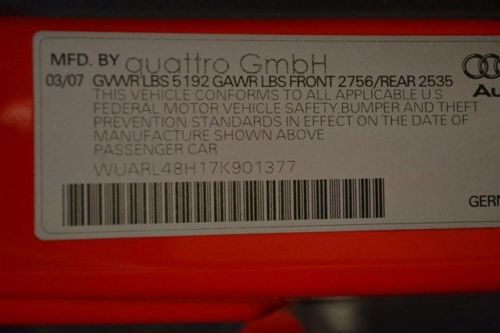 MFD. BY quattro GmbH
03/07 GVWR LBS 5192 GAWR LBS FRONT 2756/REAR 2535
THIS VEHICLE CONFORMS TO ALL APPLICABLE U.S
FEDERAL MOTOR VEHICLE SAFETY,BUMPER AND THEFT
PREVENTION STANDARDS IN EFFECT ON THE DATE OF
MANUFACTURE SHOWN ABOVE
PASSENGER CAR
WUARL48H17K901377